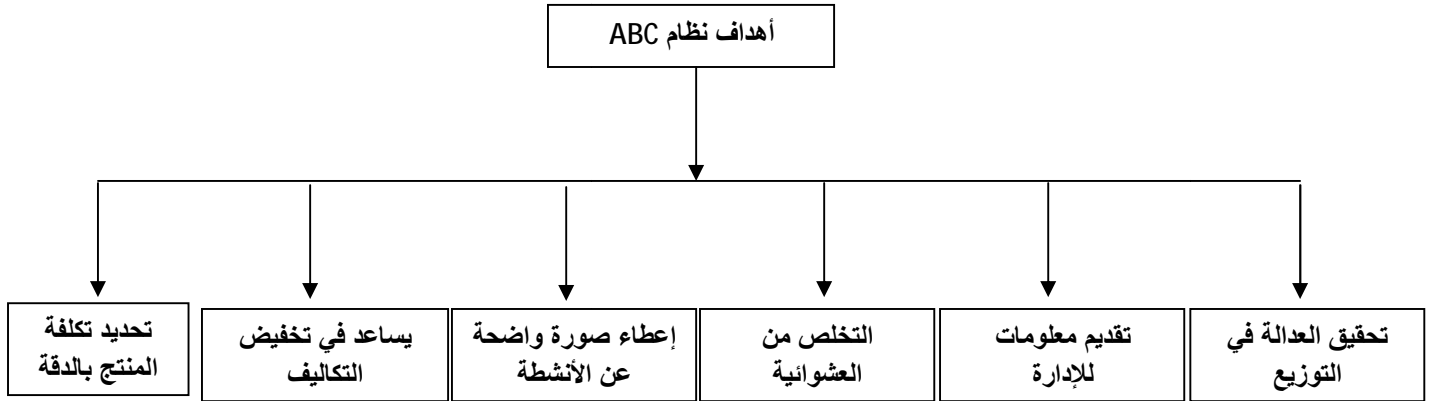 أهداف نظام ABC
تحقيق العدالة في
التوزيع
تقديم معلومات
للإدارة
التخلص من
العشوائية
إعطاء صورة واضحة
عن الأنشطة
يساعد في تخفيض
التكاليف
تحديد تكلفة
المنتج بالدقة